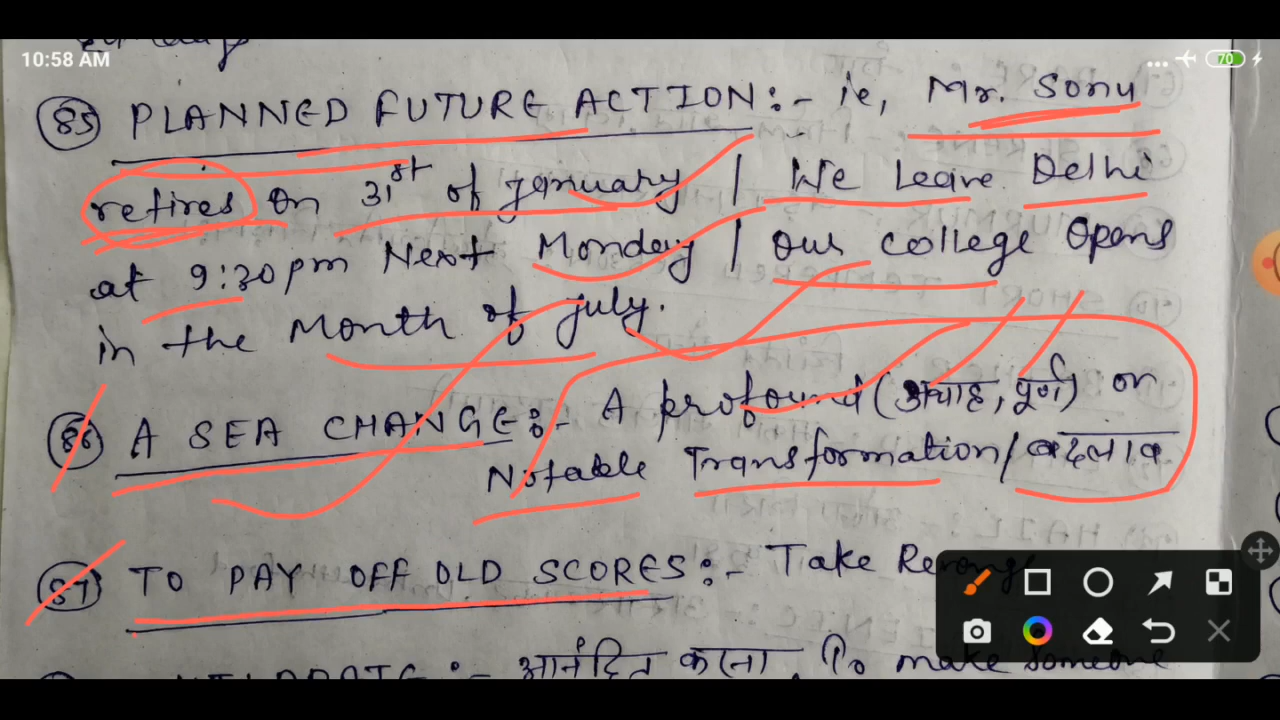 10:58 AM
70
85 PLANNED FUTURE ACTION:- ie, Mr. Sonu
retires on 31st of january | We Leave Delhi
at 9:30pm Next Monday | Our college Opens
in the Month of july.
86 A SEA CHANGE:- A profound (अथाह, पूर्ण) or
Notable Transformation/बदलाव
87 TO PAY OFF OLD SCORES:- Take
आनंदित करना, To make someone